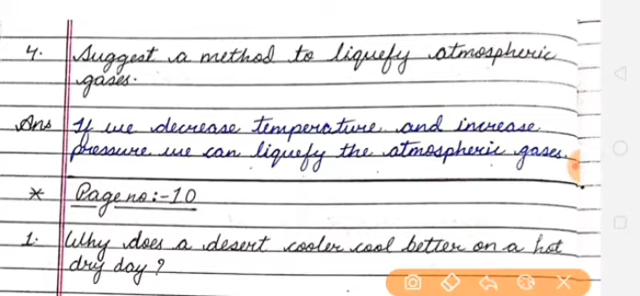 4. Suggest a method to liquefy atmospheric
gases.
Ans If we decrease temperature and increase
pressure we can liquefy the atmospheric gases.
* Page no:-10
1. Why does a desert cooler cool better on a hot
dry day?